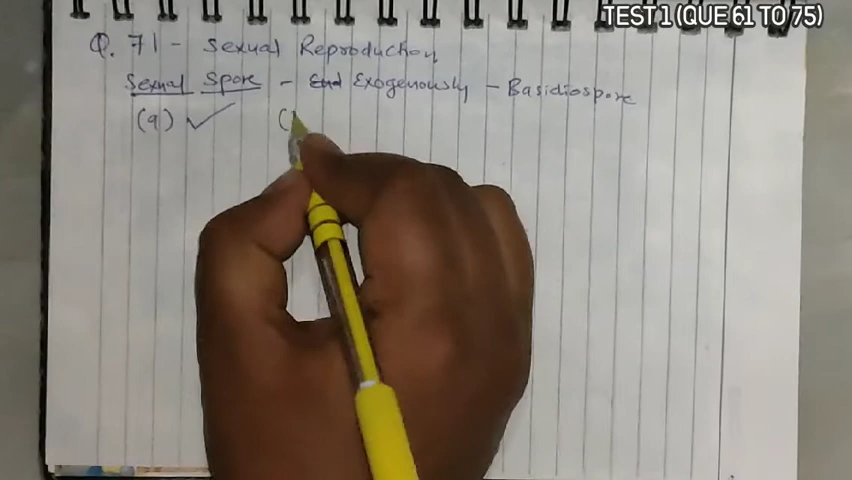 TEST 1 (QUE 61 TO 75)
Q. 71 - Sexual Reproduction
Sexual Spore - End Exogenously - Basidiospore
(a) ✓ (